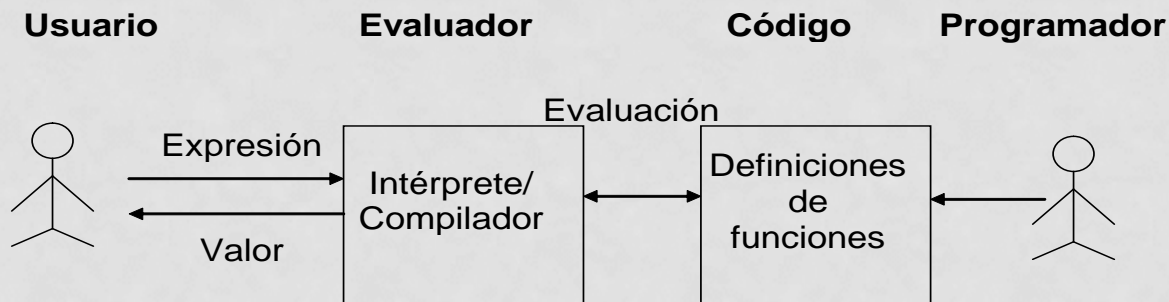 Usuario
Evaluador
Código
Programador
Evaluación
Expresión
Valor
Intérprete/
Compilador
Definiciones
de
funciones